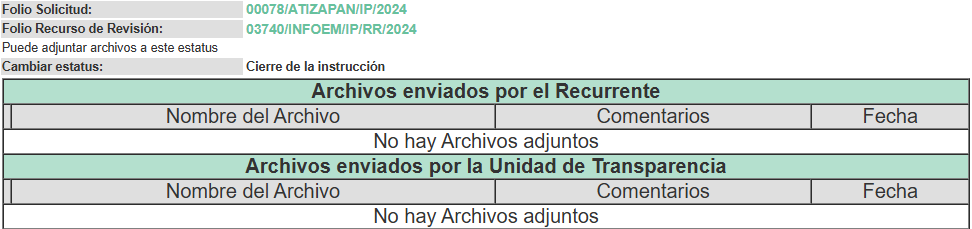 Folio Solicitud: 00078/ATIZAPAN/IP/2024
Folio Recurso de Revisión: 03740/INFOEM/IP/RR/2024
Puede adjuntar archivos a este estatus
Cambiar estatus: Cierre de la instrucción
Archivos enviados por el Recurrente
Nombre del Archivo Comentarios Fecha
No hay Archivos adjuntos
Archivos enviados por la Unidad de Transparencia
Nombre del Archivo Comentarios Fecha
No hay Archivos adjuntos